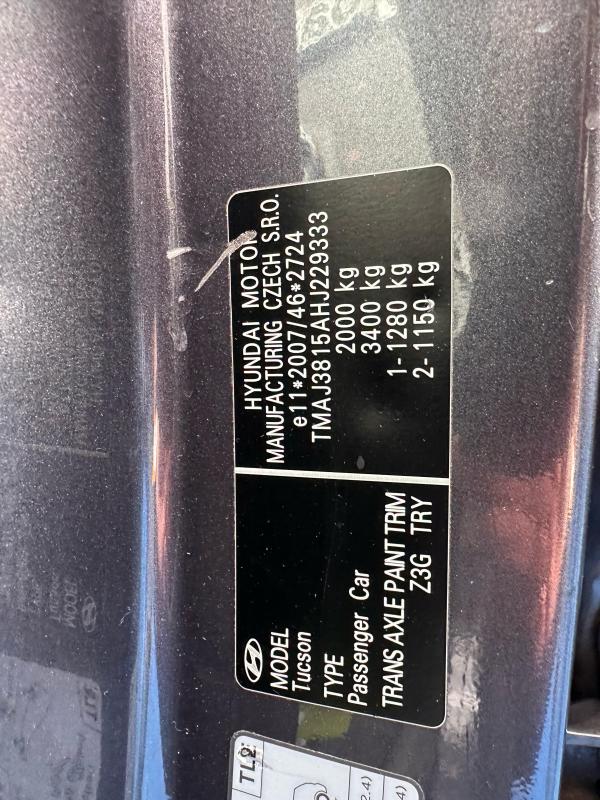 HYUNDAI MOTOR
MANUFACTURING CZECH S.R.O.
e11*2007/46*2724
TMAJ3815AHJ229333
2000 kg
3400 kg
1- 1280 kg
2- 1150 kg
MODEL
Tucson
TYPE
Passenger Car
TRANS AXLE PAINT TRIM
Z3G TRY